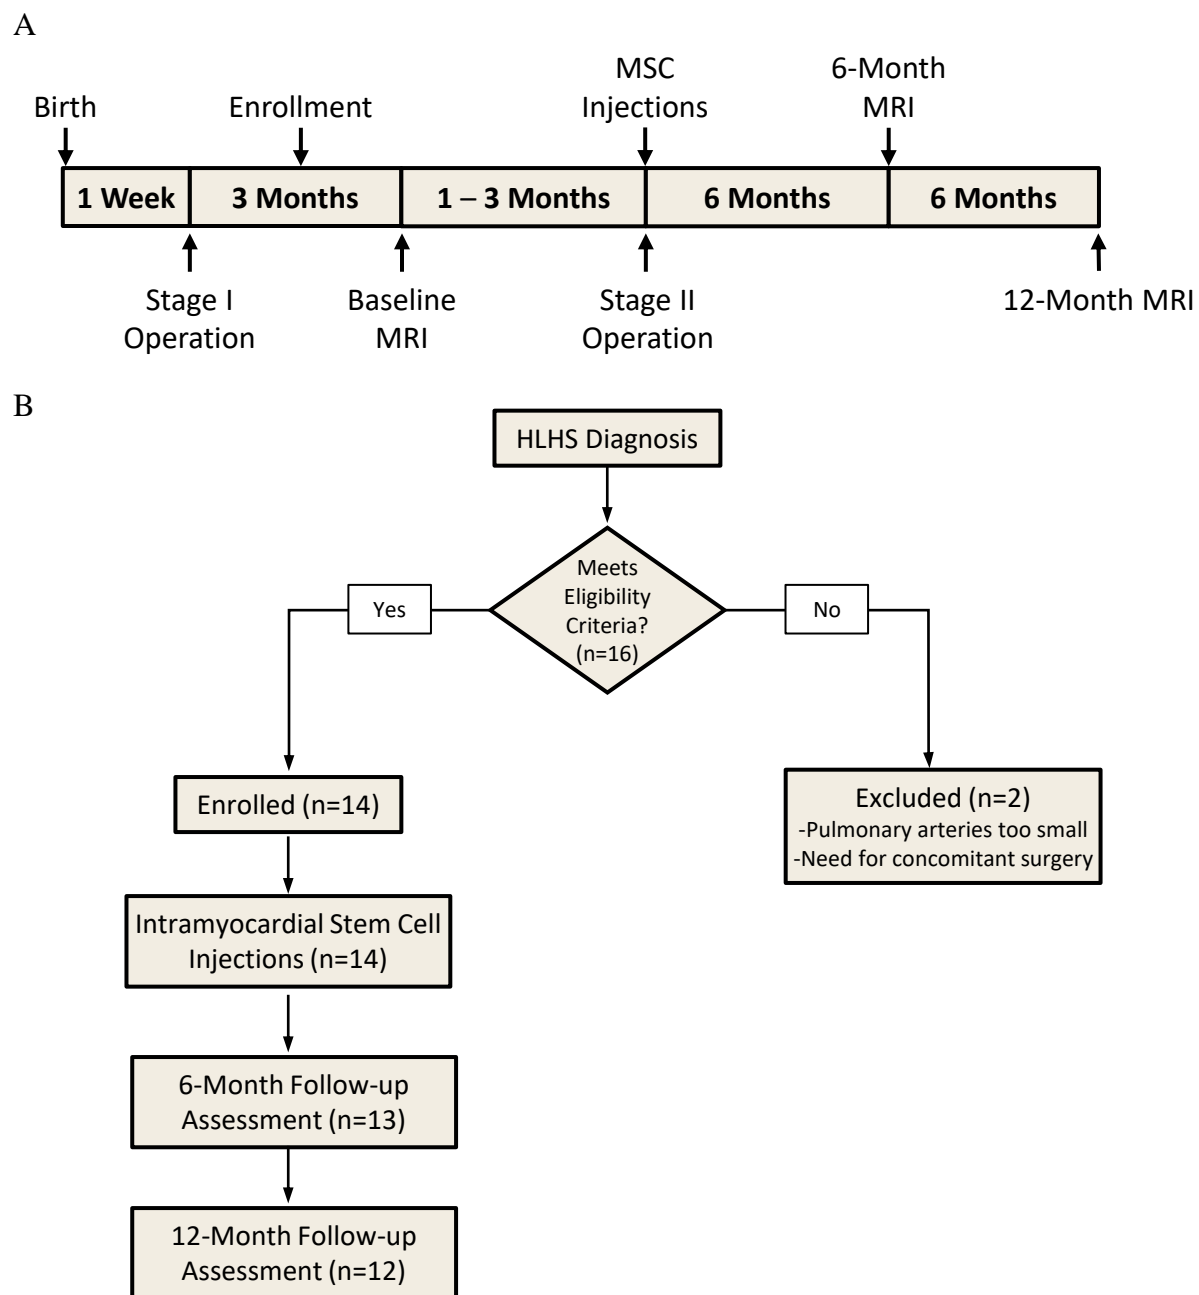 A
MSC
Injections
6-Month
MRI
Birth
Enrollment
1 Week
3 Months
1 – 3 Months
6 Months
6 Months
Stage I
Operation
Baseline
MRI
Stage II
Operation
12-Month MRI
B
HLHS Diagnosis
Meets
Eligibility
Criteria?
(n=16)
Yes
No
Enrolled (n=14)
Excluded (n=2)
-Pulmonary arteries too small
-Need for concomitant surgery
Intramyocardial Stem Cell
Injections (n=14)
6-Month Follow-up
Assessment (n=13)
12-Month Follow-up
Assessment (n=12)